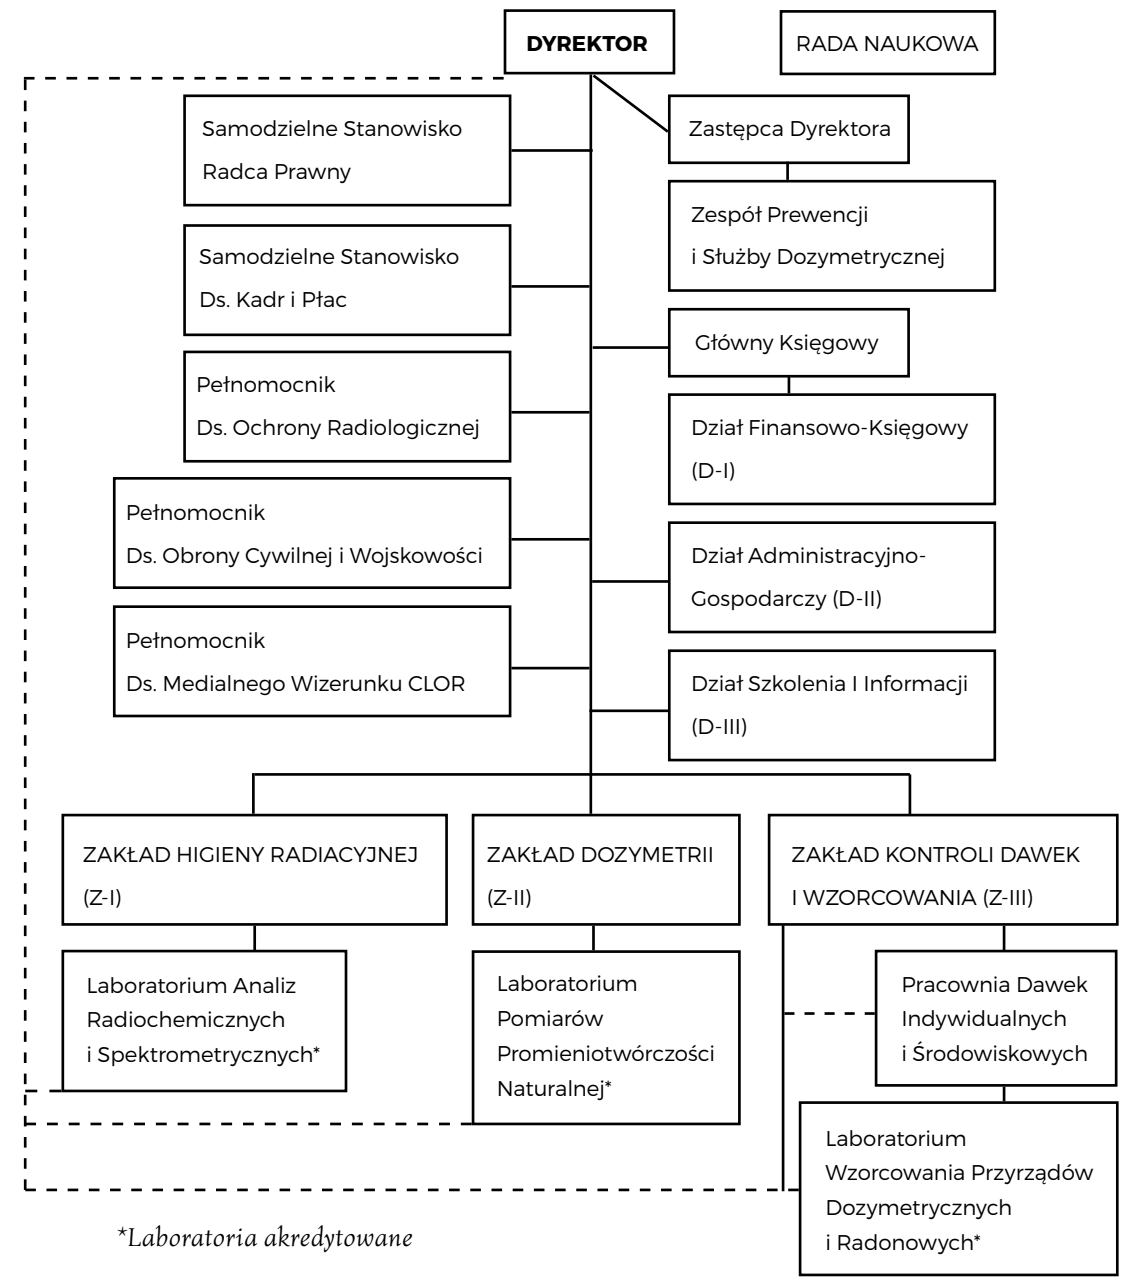 DYREKTOR
RADA NAUKOWA
Samodzielne Stanowisko
Radca Prawny
Zastępca Dyrektora
Zespół Prewencji
i Służby Dozymetrycznej
Samodzielne Stanowisko
Ds. Kadr i Płac
Główny Księgowy
Pełnomocnik
Ds. Ochrony Radiologicznej
Dział Finansowo-Księgowy
(D-I)
Pełnomocnik
Ds. Obrony Cywilnej i Wojskowości
Dział Administracyjno-
Gospodarczy (D-II)
Pełnomocnik
Ds. Medialnego Wizerunku CLOR
Dział Szkolenia I Informacji
(D-III)
ZAKŁAD HIGIENY RADIACYJNEJ
(Z-I)
ZAKŁAD DOZYMETRII
(Z-II)
ZAKŁAD KONTROLI DAWEK
I WZORCOWANIA (Z-III)
Laboratorium Analiz
Radiochemicznych
i Spektrometrycznych*
Laboratorium
Pomiarów
Promieniotwórczości
Naturalnej*
Pracownia Dawek
Indywidualnych
i Środowiskowych
Laboratorium
Wzorcowania Przyrządów
Dozymetrycznych
i Radonowych*
*Laboratoria akredytowane